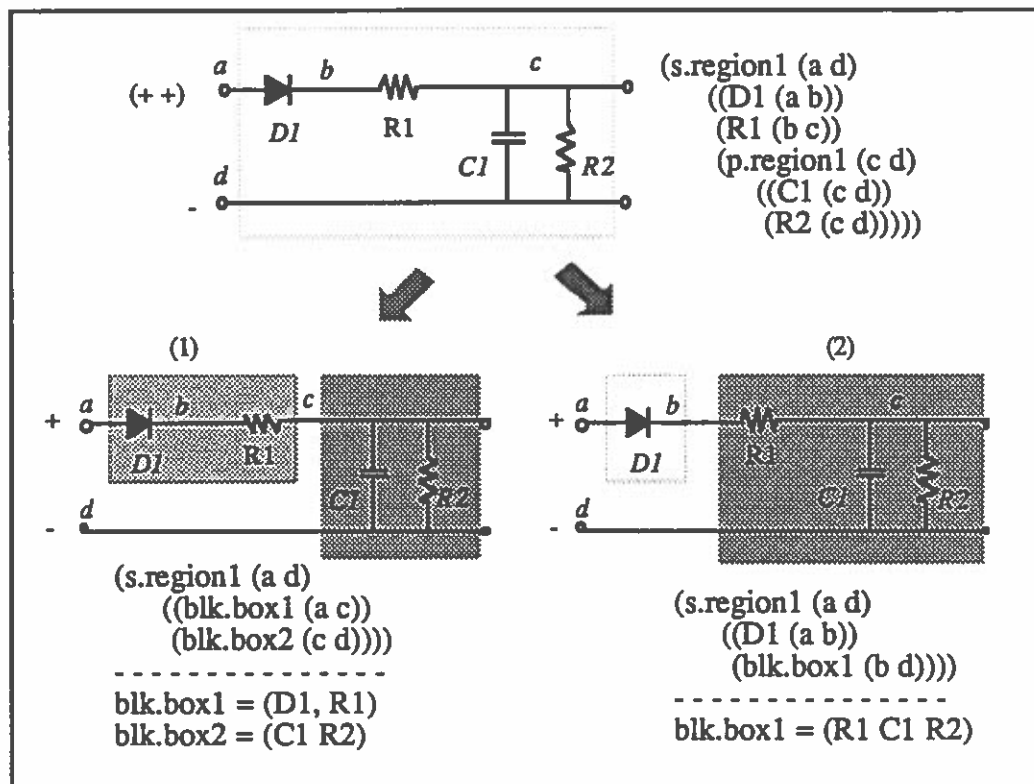 a
b
c
(+ +)
D1
R1
C1
R2
d
-
(s.region1 (a d)
((D1 (a b))
(R1 (b c))
(p.region1 (c d)
((C1 (c d))
(R2 (c d)))))
(1)
+
a
b
c
D1
R1
C1
R2
d
-
(s.region1 (a d)
((blk.box1 (a c))
(blk.box2 (c d))))
- - - - - - - - - - - - - - - -
blk.box1 = (D1, R1)
blk.box2 = (C1 R2)
(2)
+
a
b
c
D1
R1
C1
R2
d
-
(s.region1 (a d)
((D1 (a b))
(blk.box1 (b d))))
- - - - - - - - - - - - - - -
blk.box1 = (R1 C1 R2)